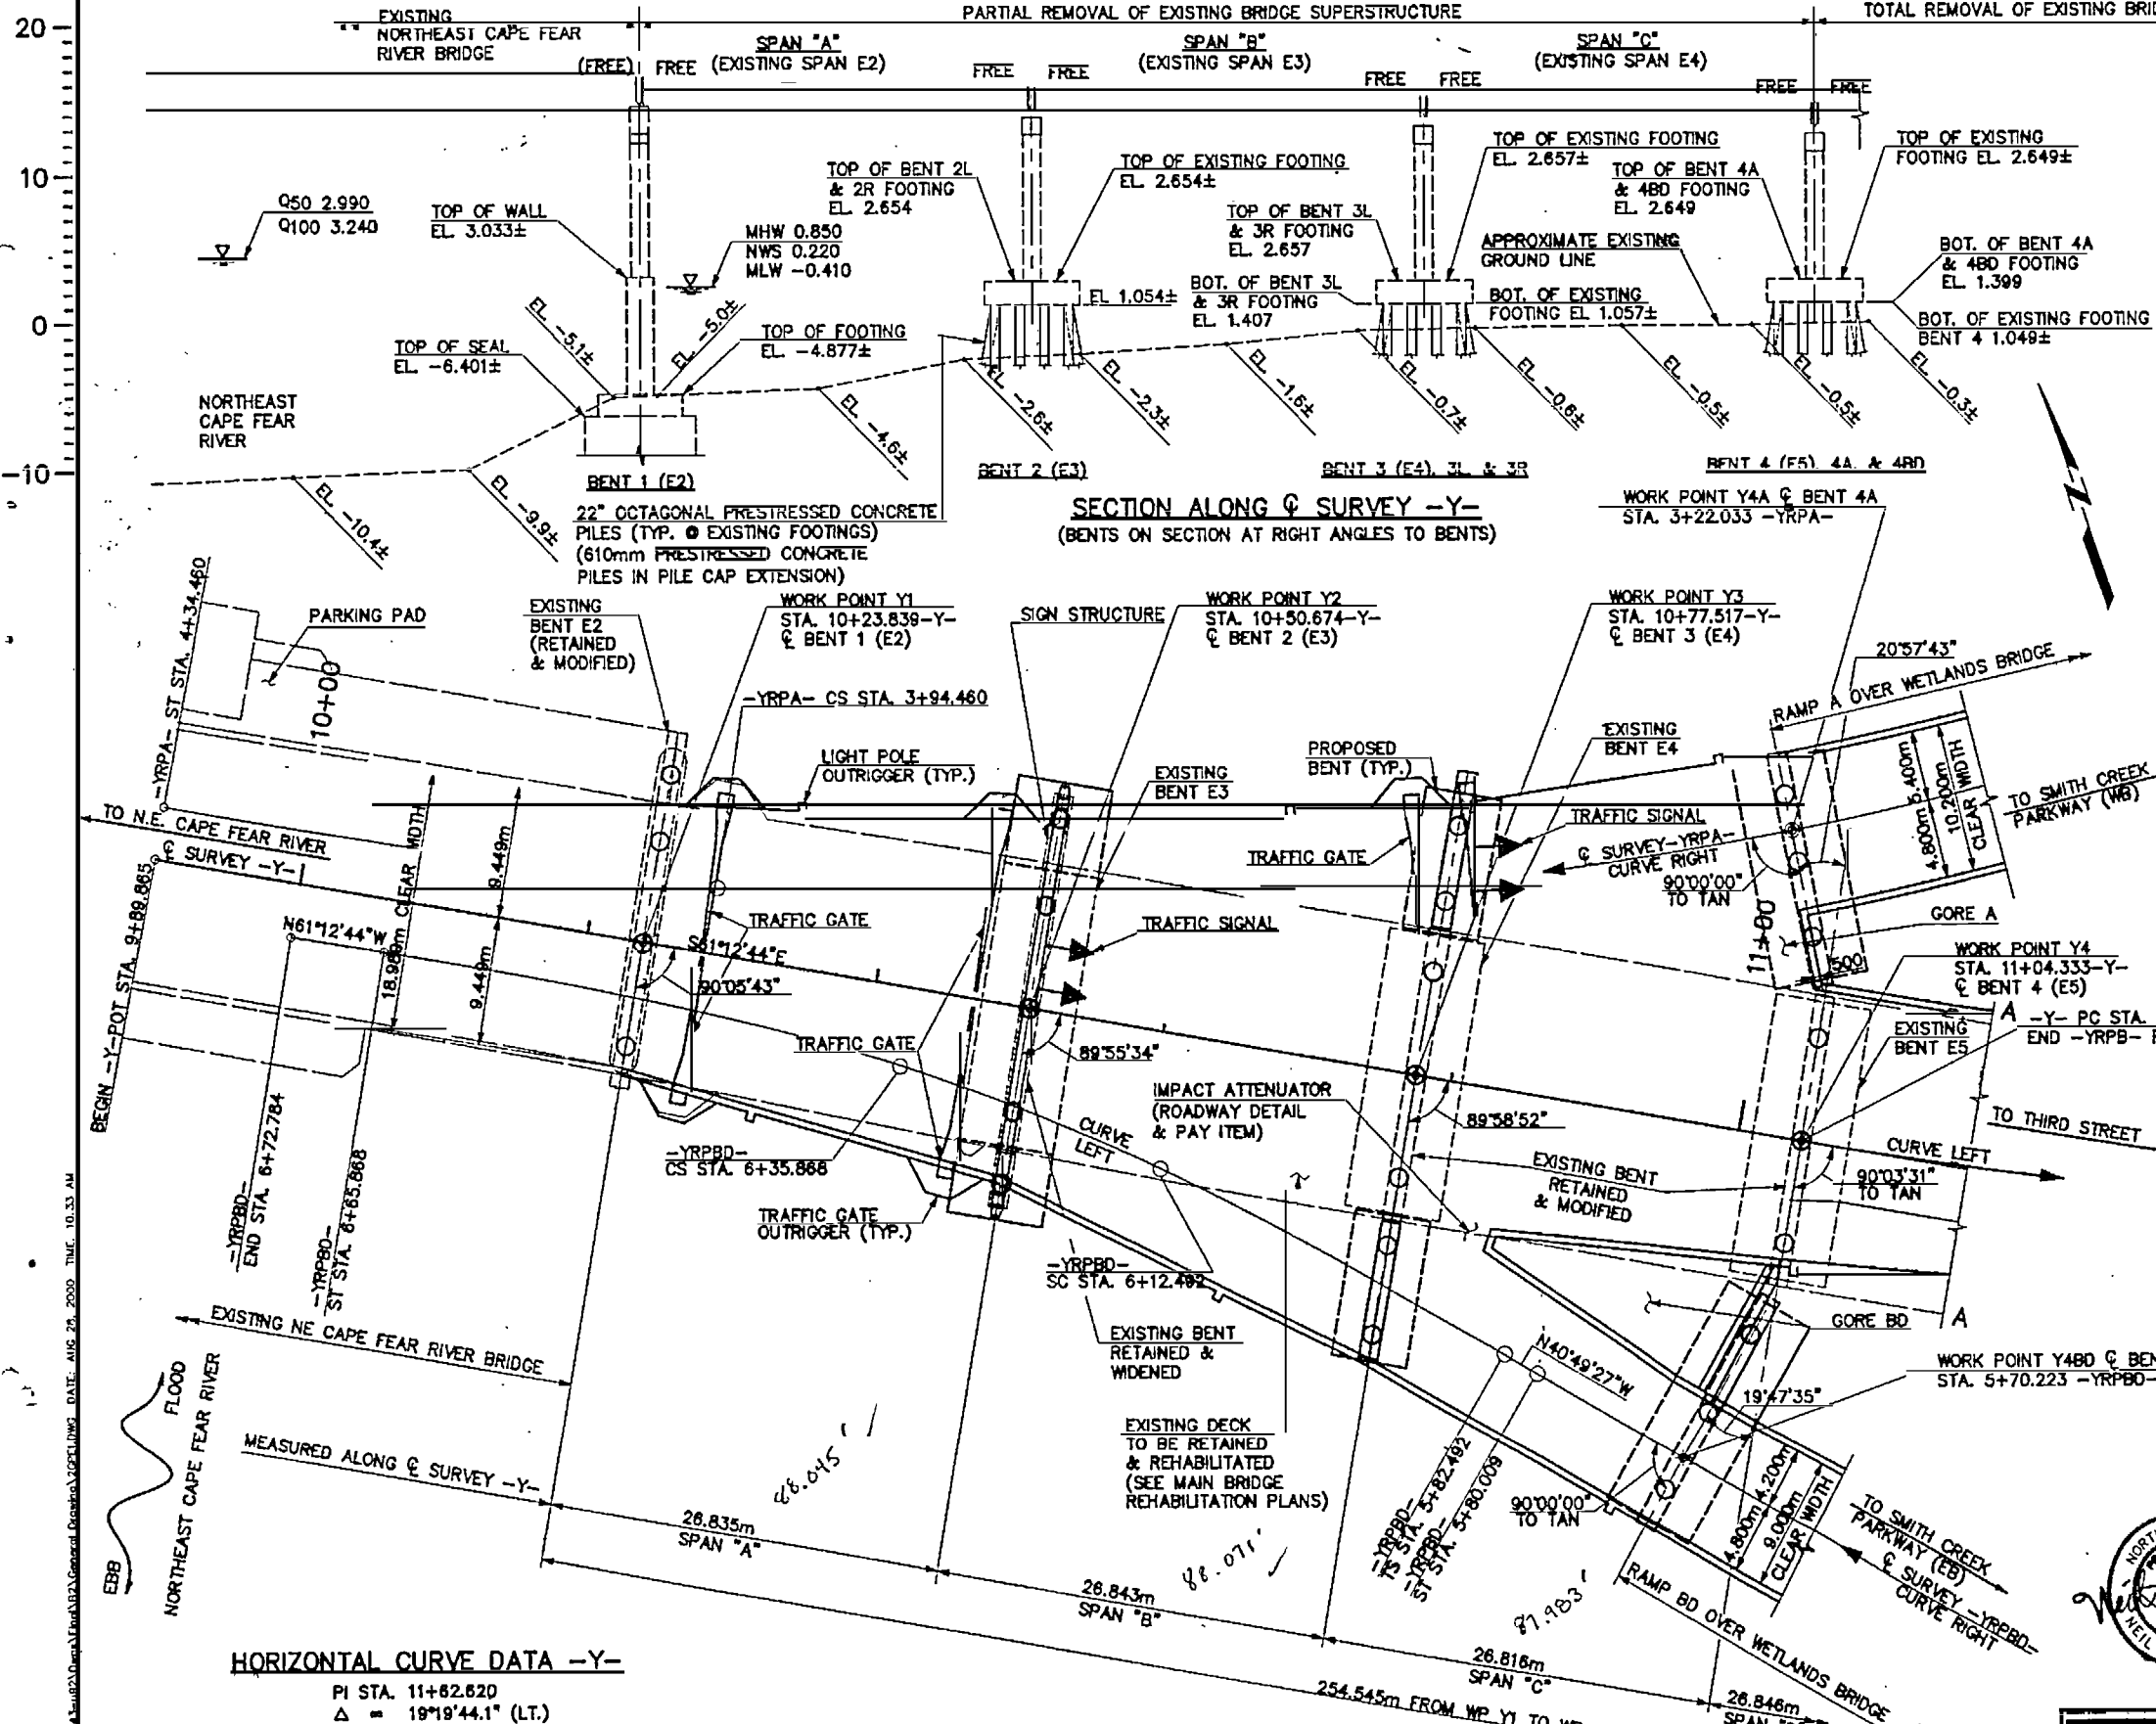 EXISTING
NORTHEAST CAPE FEAR
RIVER BRIDGE
PARTIAL REMOVAL OF EXISTING BRIDGE SUPERSTRUCTURE
TOTAL REMOVAL OF EXISTING
20
10
0
-10
SPAN "A"
(EXISTING SPAN E2)
SPAN "B"
(EXISTING SPAN E3)
SPAN "C"
(EXISTING SPAN E4)
(FREE)
FREE
FREE
FREE
FREE
FREE
FREE
FREE
Q50 2.990
Q100 3.240
TOP OF WALL
EL. 3.033±
MHW 0.850
NWS 0.220
MLW -0.410
TOP OF BENT 2L
& 2R FOOTING
EL. 2.654
TOP OF EXISTING FOOTING
EL. 2.654±
TOP OF BENT 3L
& 3R FOOTING
EL. 2.657
TOP OF EXISTING FOOTING
EL. 2.657±
TOP OF BENT 4A
& 4BD FOOTING
EL. 2.649
TOP OF EXISTING
FOOTING EL. 2.649±
APPROXIMATE EXISTING
GROUND LINE
BOT. OF BENT 4A
& 4BD FOOTING
EL. 1.399
EL 1.054±
BOT. OF BENT 3L
& 3R FOOTING
EL. 1.407
BOT. OF EXISTING
FOOTING EL 1.057±
BOT. OF EXISTING FOOTING
BENT 4 1.049±
TOP OF SEAL
EL. -6.401±
EL. -5.1±
EL. -5.0±
TOP OF FOOTING
EL. -4.877±
NORTHEAST
CAPE FEAR
RIVER
EL. -10.4±
EL. -9.9±
EL. -4.6±
EL. -2.6±
EL. -2.3±
EL. -1.6±
EL. -0.7±
EL. -0.6±
EL. -0.5±
EL. -0.5±
EL. -0.3±
BENT 1 (E2)
BENT 2 (E3)
BENT 3 (E4), 3L, & 3R
BENT 4 (E5), 4A, & 4BD
22" OCTAGONAL PRESTRESSED CONCRETE
PILES (TYP. @ EXISTING FOOTINGS)
(610mm PRESTRESSED CONCRETE
PILES IN PILE CAP EXTENSION)
SECTION ALONG ℄ SURVEY -Y-
(BENTS ON SECTION AT RIGHT ANGLES TO BENTS)
WORK POINT Y4A ℄ BENT 4A
STA. 3+22.033 -YRPA-
-YRPA- ST STA. 4+34.460
PARKING PAD
10+00
EXISTING
BENT E2
(RETAINED
& MODIFIED)
WORK POINT Y1
STA. 10+23.839-Y-
℄ BENT 1 (E2)
SIGN STRUCTURE
WORK POINT Y2
STA. 10+50.674-Y-
℄ BENT 2 (E3)
WORK POINT Y3
STA. 10+77.517-Y-
℄ BENT 3 (E4)
20°57'43"
RAMP A OVER WETLANDS BRIDGE
-YRPA- CS STA. 3+94.460
LIGHT POLE
OUTRIGGER (TYP.)
EXISTING
BENT E3
PROPOSED
BENT (TYP.)
EXISTING
BENT E4
5.400m
4.800m
10.200m
CLEAR WIDTH
TO SMITH CREEK
PARKWAY (WB)
TO N.E. CAPE FEAR RIVER
℄ SURVEY -Y-
CLEAR WIDTH
18.989m
9.449m
9.449m
TRAFFIC GATE
TRAFFIC SIGNAL
℄ SURVEY-YRPA-
CURVE RIGHT
90°00'00"
TO TAN
11+00
GORE A
500
BEGIN -Y-POT STA. 9+89.865
N61°12'44"W
S61°12'44"E
TRAFFIC GATE
TRAFFIC SIGNAL
90°05'43"
WORK POINT Y4
STA. 11+04.333-Y-
℄ BENT 4 (E5)
A
-Y- PC STA.
END -YRPB-
EXISTING
BENT E5
TRAFFIC GATE
89°55'34"
IMPACT ATTENUATOR
(ROADWAY DETAIL
& PAY ITEM)
89°58'52"
TO THIRD STREET
CURVE LEFT
90°03'31"
TO TAN
-YRPBD-
END STA. 6+72.784
-YRPBD-
ST STA. 6+65.868
-YRPBD-
CS STA. 6+35.868
CURVE
LEFT
EXISTING BENT
RETAINED
& MODIFIED
TRAFFIC GATE
OUTRIGGER (TYP.)
-YRPBD-
SC STA. 6+12.492
A
GORE BD
EXISTING NE CAPE FEAR RIVER BRIDGE
EXISTING BENT
RETAINED &
WIDENED
N40°49'27"W
WORK POINT Y4BD ℄
STA. 5+70.223 -YRPBD-
19°47'35"
FLOOD
EBB
NORTHEAST CAPE FEAR RIVER
MEASURED ALONG ℄ SURVEY -Y-
88.045'
EXISTING DECK
TO BE RETAINED
& REHABILITATED
(SEE MAIN BRIDGE
REHABILITATION PLANS)
-YRPBD-
TS STA. 5+82.492
-YRPBD-
ST STA. 5+80.009
90°00'00"
TO TAN
4.200m
4.800m
9.000m
CLEAR WIDTH
TO SMITH CREEK
PARKWAY (EB)
℄ SURVEY -YRPBD-
CURVE RIGHT
26.835m
SPAN "A"
26.843m
SPAN "B"
88.071'
87.983'
26.816m
SPAN "C"
RAMP BD OVER WETLANDS BRIDGE
254.545m FROM WP Y1 TO
26.846m
SPAN
NEIL
HORIZONTAL CURVE DATA -Y-
PI STA. 11+62.620
Δ = 19°19'44.1" (LT.)
DATE: AUG 28, 2000 TIME: 10:33 AM